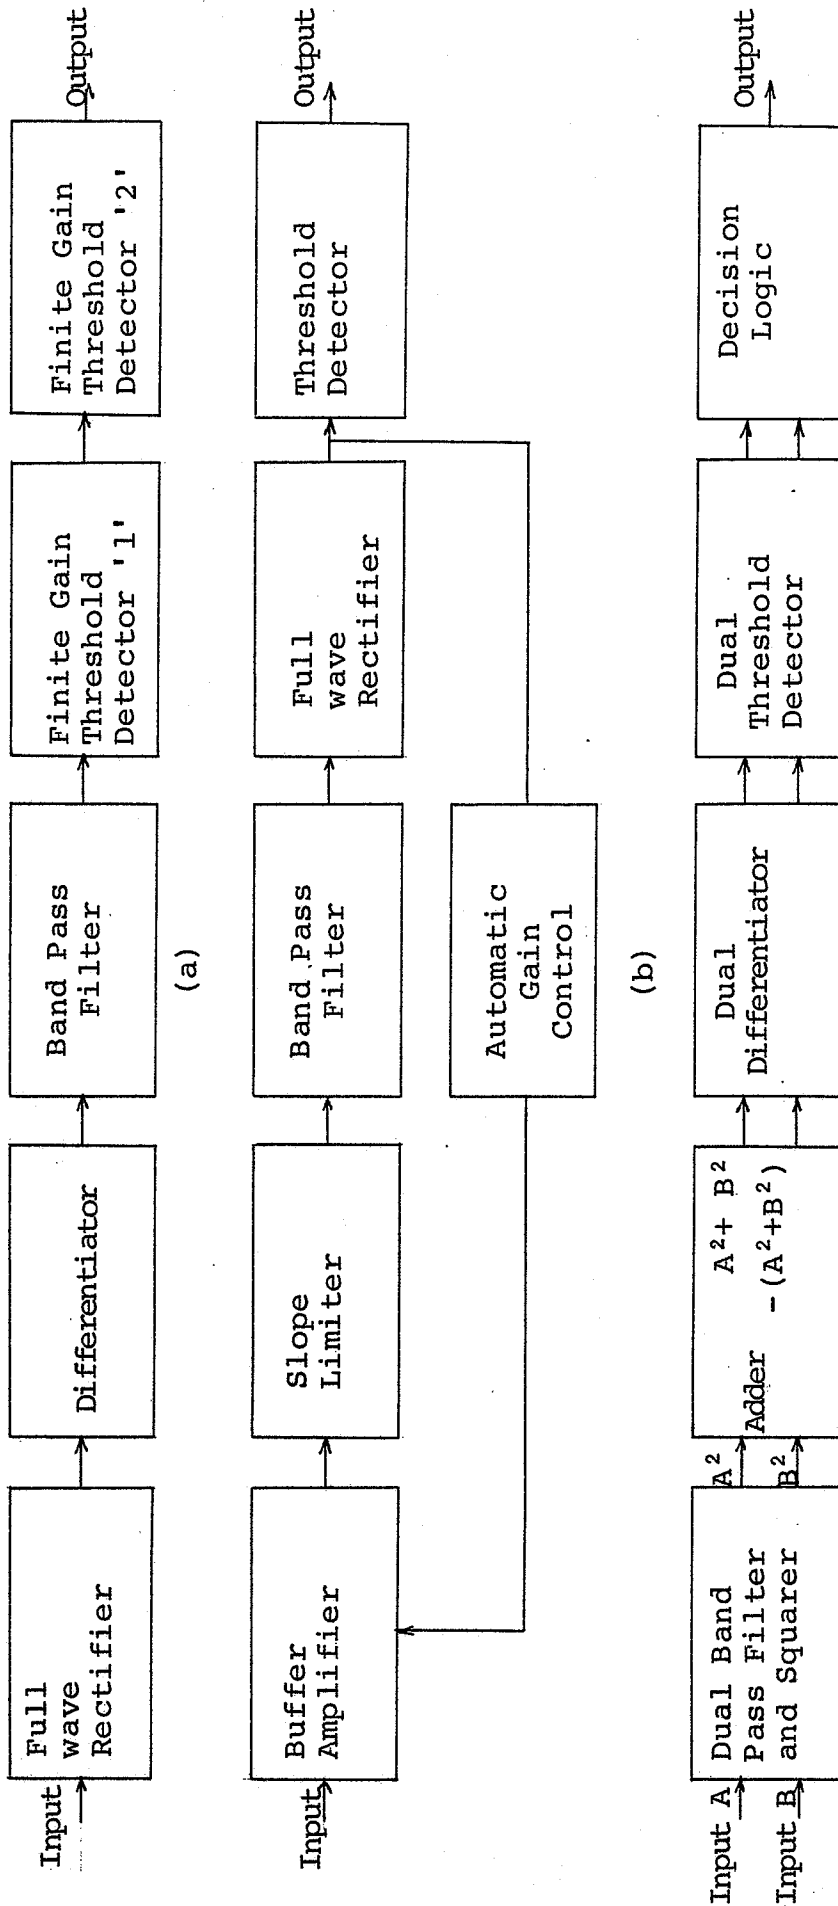 Input
Full
wave
Rectifier
Differentiator
Band Pass
Filter
Finite Gain
Threshold
Detector '1'
Finite Gain
Threshold
Detector '2'
Output
(a)
Input
Buffer
Amplifier
Slope
Limiter
Band Pass
Filter
Full
wave
Rectifier
Threshold
Detector
Output
Automatic
Gain
Control
(b)
Input A
Input B
Dual Band
Pass Filter
and Squarer
A²
B²
Adder
A²+ B²
-(A²+B²)
Dual
Differentiator
Dual
Threshold
Detector
Decision
Logic
Output